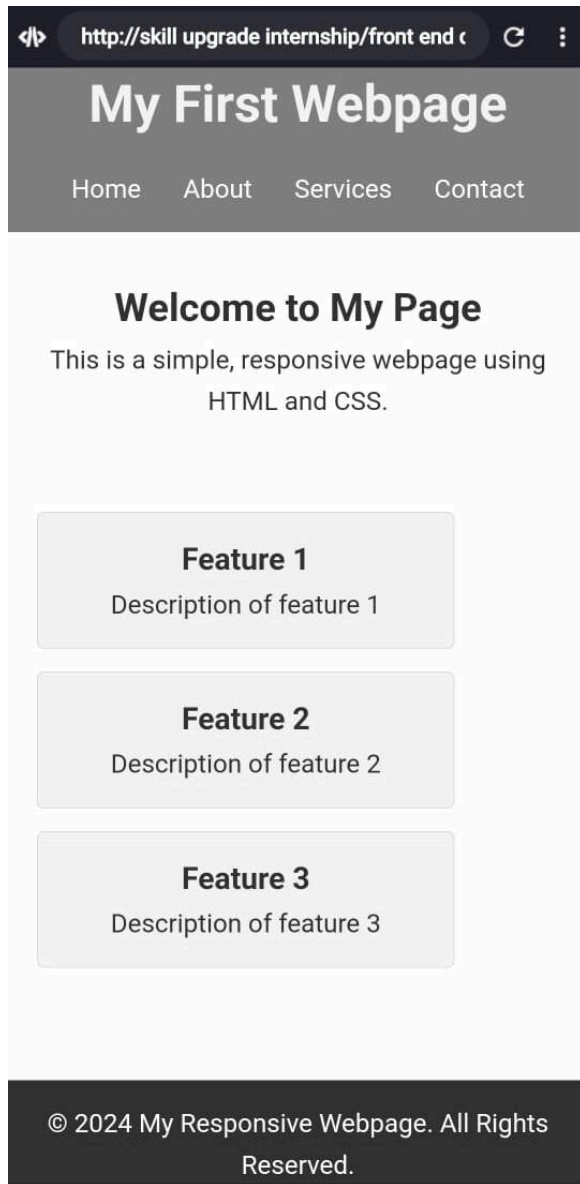 http://skill upgrade internship/front end
My First Webpage
Home About Services Contact
Welcome to My Page
This is a simple, responsive webpage using
HTML and CSS.
Feature 1
Description of feature 1
Feature 2
Description of feature 2
Feature 3
Description of feature 3
© 2024 My Responsive Webpage. All Rights
Reserved.